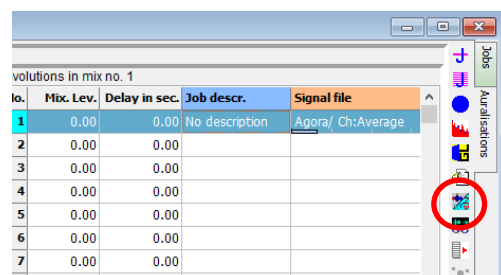 volutions in mix no. 1
lo. Mix. Lev. Delay in sec. Job descr. Signal file
1 0.00 0.00 No description Agora/ Ch:Average
2 0.00 0.00
3 0.00 0.00
4 0.00 0.00
5 0.00 0.00
6 0.00 0.00
7 0.00 0.00
Jobs
Auralisations